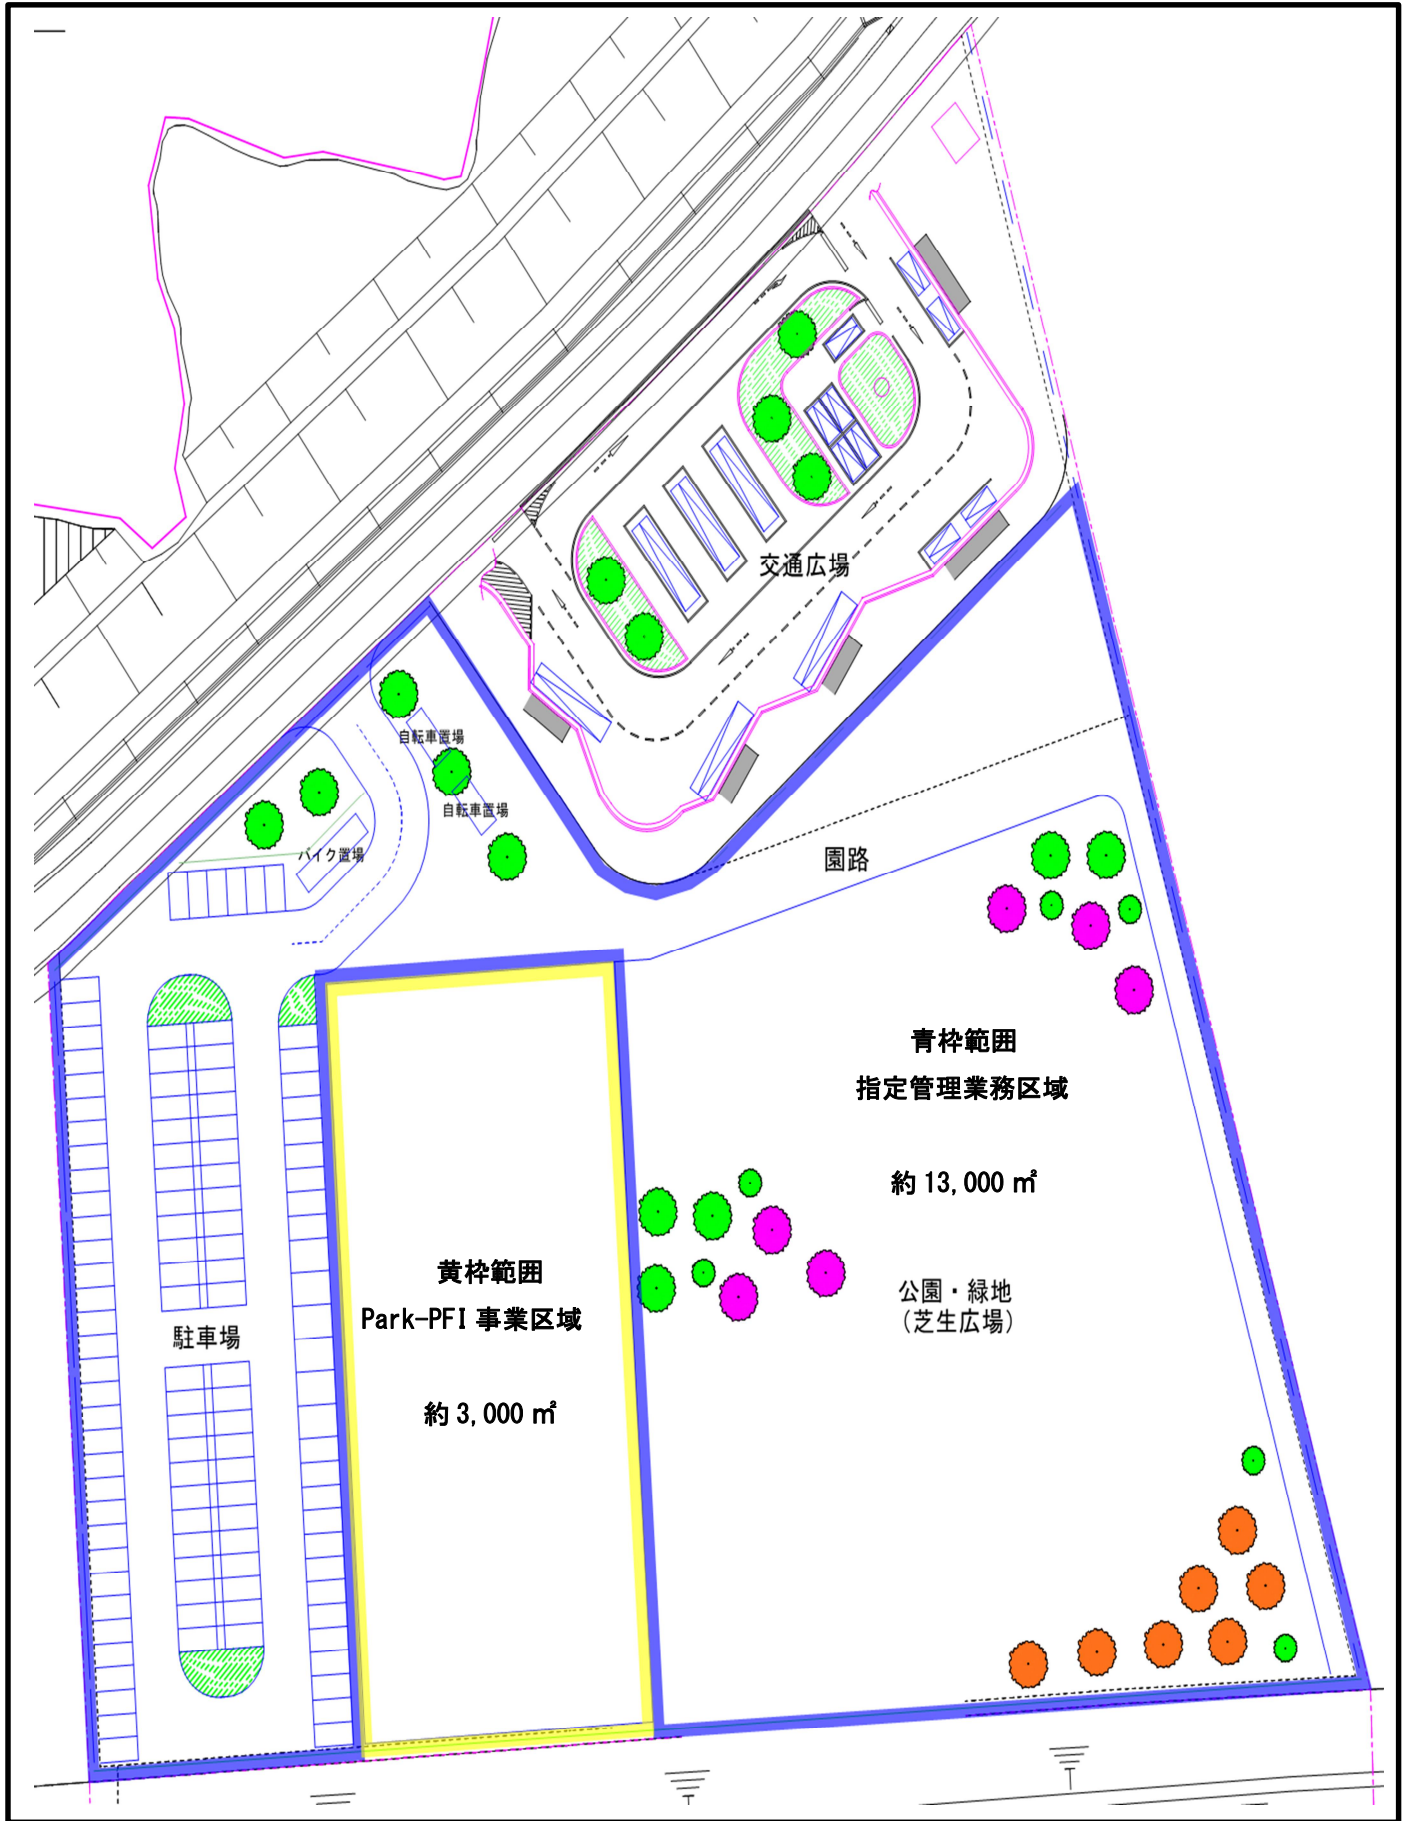 交通広場
自転車置場
自転車置場
バイク置場
園路
青枠範囲
指定管理業務区域
約 13,000 ㎡
黄枠範囲
Park-PFI 事業区域
約 3,000 ㎡
公園・緑地
(芝生広場)
駐車場